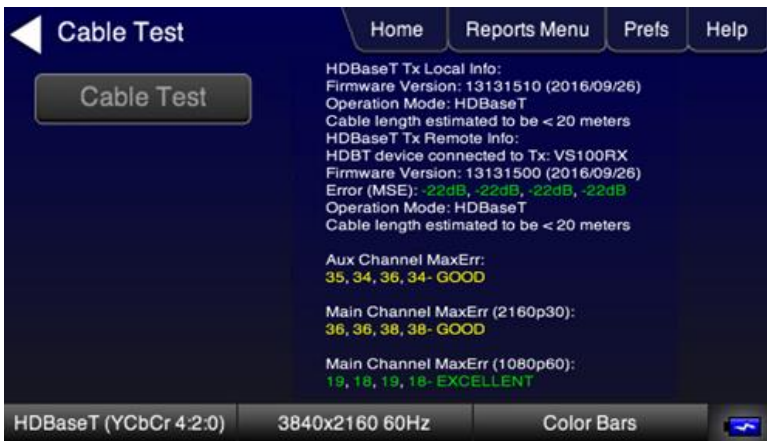 Cable Test
Home
Reports Menu
Prefs
Help
Cable Test
HDBaseT Tx Local Info:
Firmware Version: 13131510 (2016/09/26)
Operation Mode: HDBaseT
Cable length estimated to be < 20 meters
HDBaseT Tx Remote Info:
HDBT device connected to Tx: VS100RX
Firmware Version: 13131500 (2016/09/26)
Error (MSE): -22dB, -22dB, -22dB, -22dB
Operation Mode: HDBaseT
Cable length estimated to be < 20 meters
Aux Channel MaxErr:
35, 34, 36, 34- GOOD
Main Channel MaxErr (2160p30):
36, 36, 38, 38- GOOD
Main Channel MaxErr (1080p60):
19, 18, 19, 18- EXCELLENT
HDBaseT (YCbCr 4:2:0)
3840x2160 60Hz
Color Bars